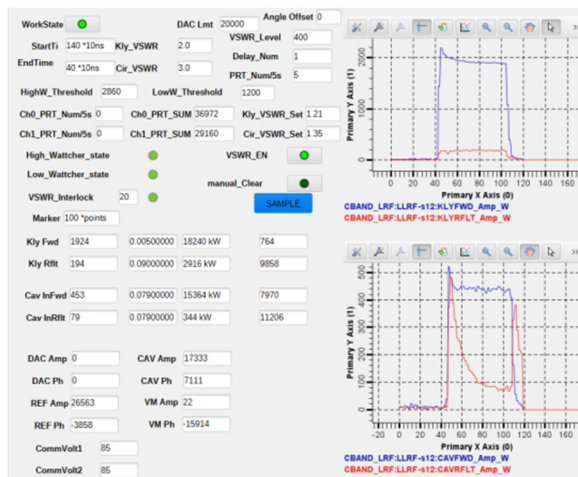 WorkState DAC Lmt 20000 Angle Offset 0
StartTi 140 *10ns Kly_VSWR 2.0 VSWR_Level 400
EndTime 40 *10ns Cir_VSWR 3.0 Delay_Num 1
PRT_Num/5s 5
HighW_Threshold 2860 LowW_Threshold 1200
Ch0_PRT_Num/5s 0 Ch0_PRT_SUM 36972 Kly_VSWR_Set 1.21
Ch1_PRT_Num/5s 0 Ch1_PRT_SUM 29160 Cir_VSWR_Set 1.35
High_Wattcher_state VSWR_EN
Low_Wattcher_state
manual_Clear
VSWR_Interlock 20
SAMPLE
Marker 100 *points
Kly Fwd 1924 0.00500000 18240 kW 764
Kly Rflt 194 0.09000000 2916 kW 9858
Cav InFwd 453 0.07900000 15364 kW 7970
Cav InRflt 79 0.07900000 344 kW 11206
DAC Amp 0 CAV Amp 17333
DAC Ph 0 CAV Ph 7111
REF Amp 26563 VM Amp 22
REF Ph -3858 VM Ph -15914
CommVolt1 85
CommVolt2 85
Primary Y Axis (1)
2000
1000
0
0 20 40 60 80 100 120 140 160
Primary X Axis (1)
CBAND_LRF:LLRF-s12:KLYFWD_Amp_W
CBAND_LRF:LLRF-s12:KLYRFLT_Amp_W
Primary Y Axis (1)
500
400
300
200
100
0
-20 0 20 40 60 80 100 120 140 160
Primary X Axis (1)
CBAND_LRF:LLRF-s12:CAVFWD_Amp_W
CBAND_LRF:LLRF-s12:CAVRFLT_Amp_W